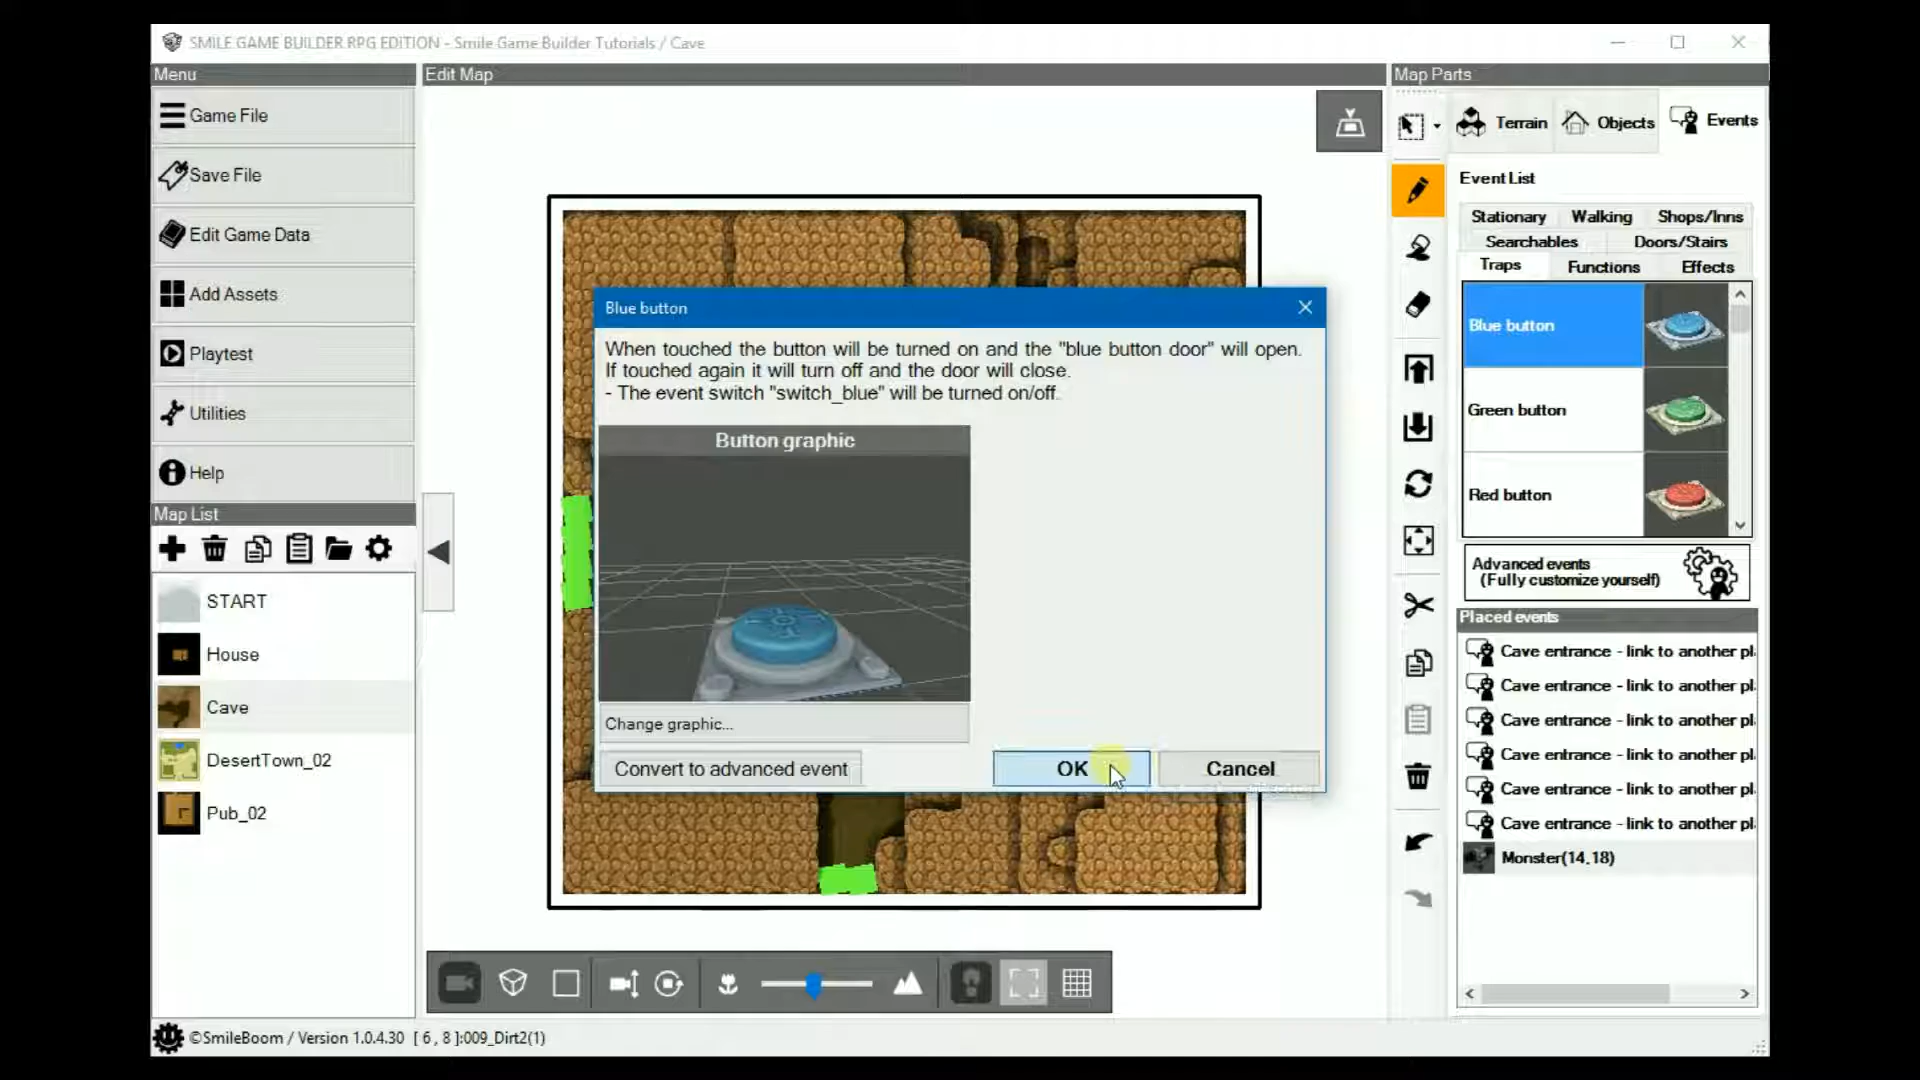 SMILE GAME BUILDER RPG EDITION - Smile Game Builder Tutorials / Cave
Menu
Edit Map
Map Parts
Game File
Save File
Edit Game Data
Add Assets
Playtest
Utilities
Help
Map List
START
House
Cave
DesertTown_02
Pub_02
Terrain
Objects
Events
Event List
Stationary
Walking
Shops/Inns
Searchables
Doors/Stairs
Traps
Functions
Effects
Blue button
Green button
Red button
Advanced events
(Fully customize yourself)
Placed events
Cave entrance - link to another pl
Cave entrance - link to another pl
Cave entrance - link to another pl
Cave entrance - link to another pl
Cave entrance - link to another pl
Cave entrance - link to another pl
Monster(14,18)
Blue button
When touched the button will be turned on and the "blue button door" will open.
If touched again it will turn off and the door will close.
- The event switch "switch_blue" will be turned on/off.
Button graphic
Change graphic...
Convert to advanced event
OK
Cancel
©SmileBoom / Version 1.0.4.30 [ 6 , 8 ]:009_Dirt2(1)